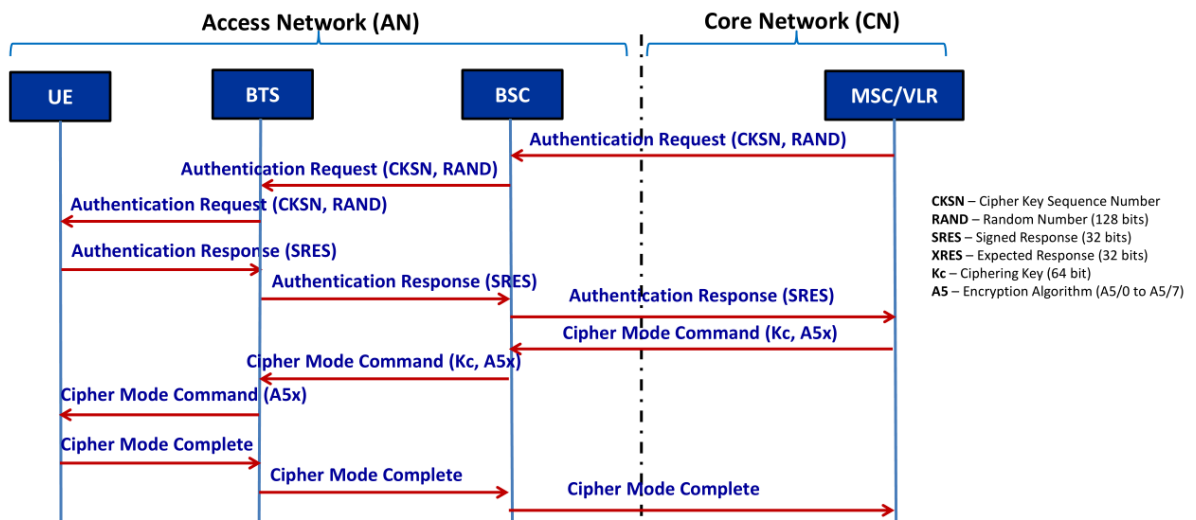 Access Network (AN)
Core Network (CN)
UE
BTS
BSC
MSC/VLR
Authentication Request (CKSN, RAND)
Authentication Request (CKSN, RAND)
Authentication Request (CKSN, RAND)
Authentication Response (SRES)
Authentication Response (SRES)
Authentication Response (SRES)
Cipher Mode Command (Kc, A5x)
Cipher Mode Command (Kc, A5x)
Cipher Mode Command (A5x)
Cipher Mode Complete
Cipher Mode Complete
Cipher Mode Complete
CKSN – Cipher Key Sequence Number
RAND – Random Number (128 bits)
SRES – Signed Response (32 bits)
XRES – Expected Response (32 bits)
Kc – Ciphering Key (64 bit)
A5 – Encryption Algorithm (A5/0 to A5/7)